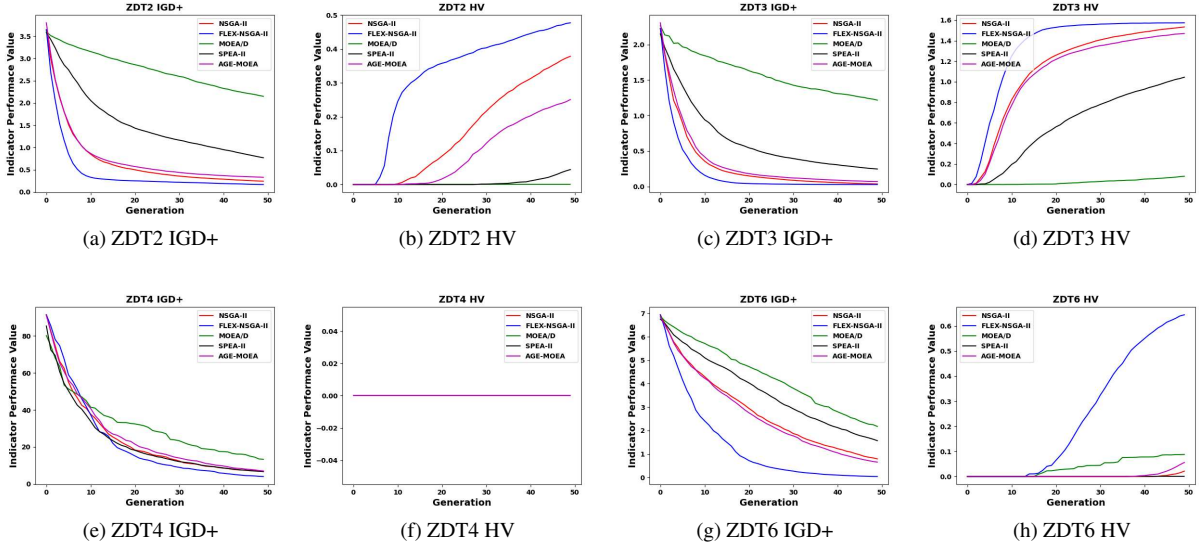 ZDT2 IGD+
Indicator Performance Value
3.5
3.0
2.5
2.0
1.5
1.0
0.5
0.0
0 10 20 30 40 50
Generation
NSGA-II
FLEX-NSGA-II
MOEA/D
SPEA-II
AGE-MOEA
(a) ZDT2 IGD+
ZDT2 HV
Indicator Performace Value
0.5
0.4
0.3
0.2
0.1
0.0
0 10 20 30 40 50
Generation
NSGA-II
FLEX-NSGA-II
MOEA/D
SPEA-II
AGE-MOEA
(b) ZDT2 HV
ZDT3 IGD+
Indicator Performance Value
2.0
1.5
1.0
0.5
0.0
0 10 20 30 40 50
Generation
NSGA-II
FLEX-NSGA-II
MOEA/D
SPEA-II
AGE-MOEA
(c) ZDT3 IGD+
ZDT3 HV
Indicator Performace Value
1.6
1.4
1.2
1.0
0.8
0.6
0.4
0.2
0.0
0 10 20 30 40 50
Generation
NSGA-II
FLEX-NSGA-II
MOEA/D
SPEA-II
AGE-MOEA
(d) ZDT3 HV
ZDT4 IGD+
Indicator Performance Value
80
60
40
20
0
0 10 20 30 40 50
Generation
NSGA-II
FLEX-NSGA-II
MOEA/D
SPEA-II
AGE-MOEA
(e) ZDT4 IGD+
ZDT4 HV
Indicator Performace Value
0.04
0.02
0.00
−0.02
−0.04
0 10 20 30 40 50
Generation
NSGA-II
FLEX-NSGA-II
MOEA/D
SPEA-II
AGE-MOEA
(f) ZDT4 HV
ZDT6 IGD+
Indicator Performance Value
7
6
5
4
3
2
1
0
0 10 20 30 40 50
Generation
NSGA-II
FLEX-NSGA-II
MOEA/D
SPEA-II
AGE-MOEA
(g) ZDT6 IGD+
ZDT6 HV
Indicator Performace Value
0.6
0.5
0.4
0.3
0.2
0.1
0.0
0 10 20 30 40 50
Generation
NSGA-II
FLEX-NSGA-II
MOEA/D
SPEA-II
AGE-MOEA
(h) ZDT6 HV